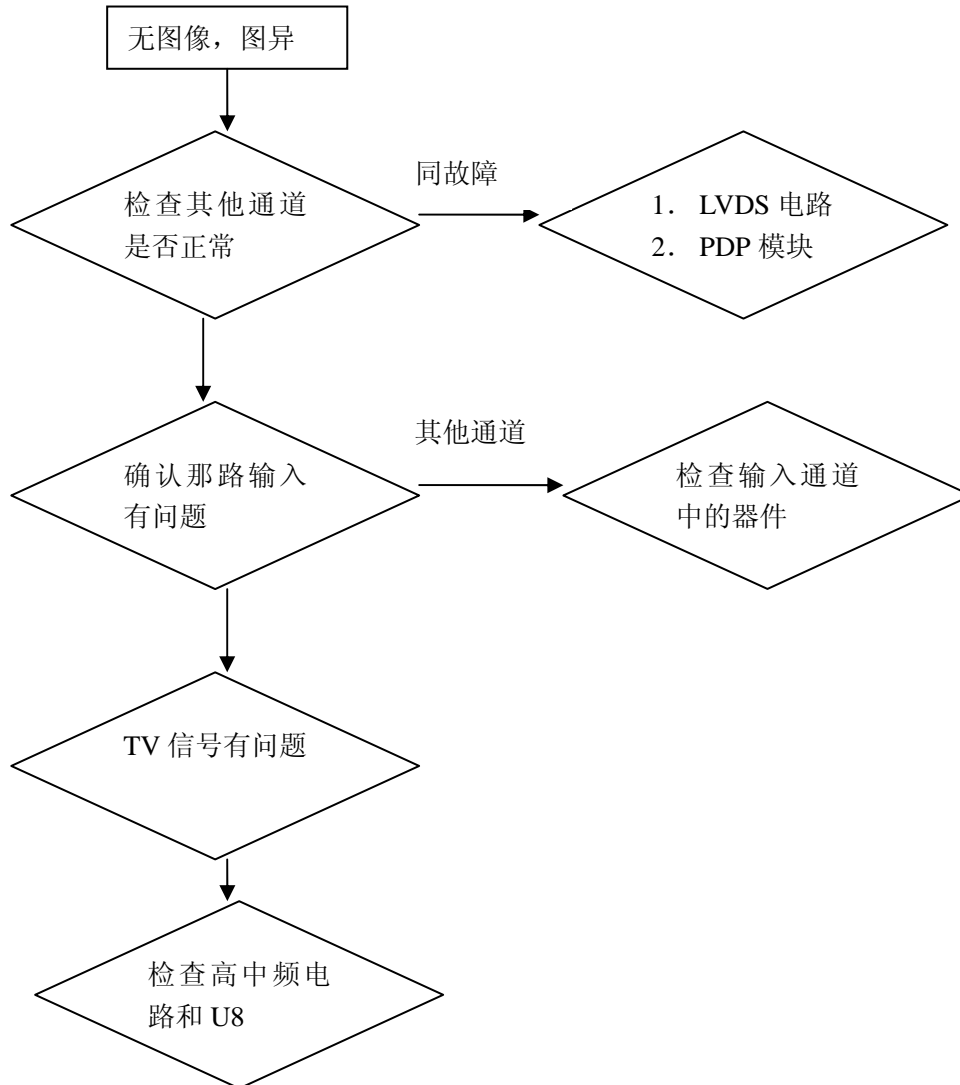 无图像，图异
检查其他通道
是否正常
同故障
1. LVDS 电路
2. PDP 模块
确认那路输入
有问题
其他通道
检查输入通道
中的器件
TV 信号有问题
检查高中频电
路和 U8